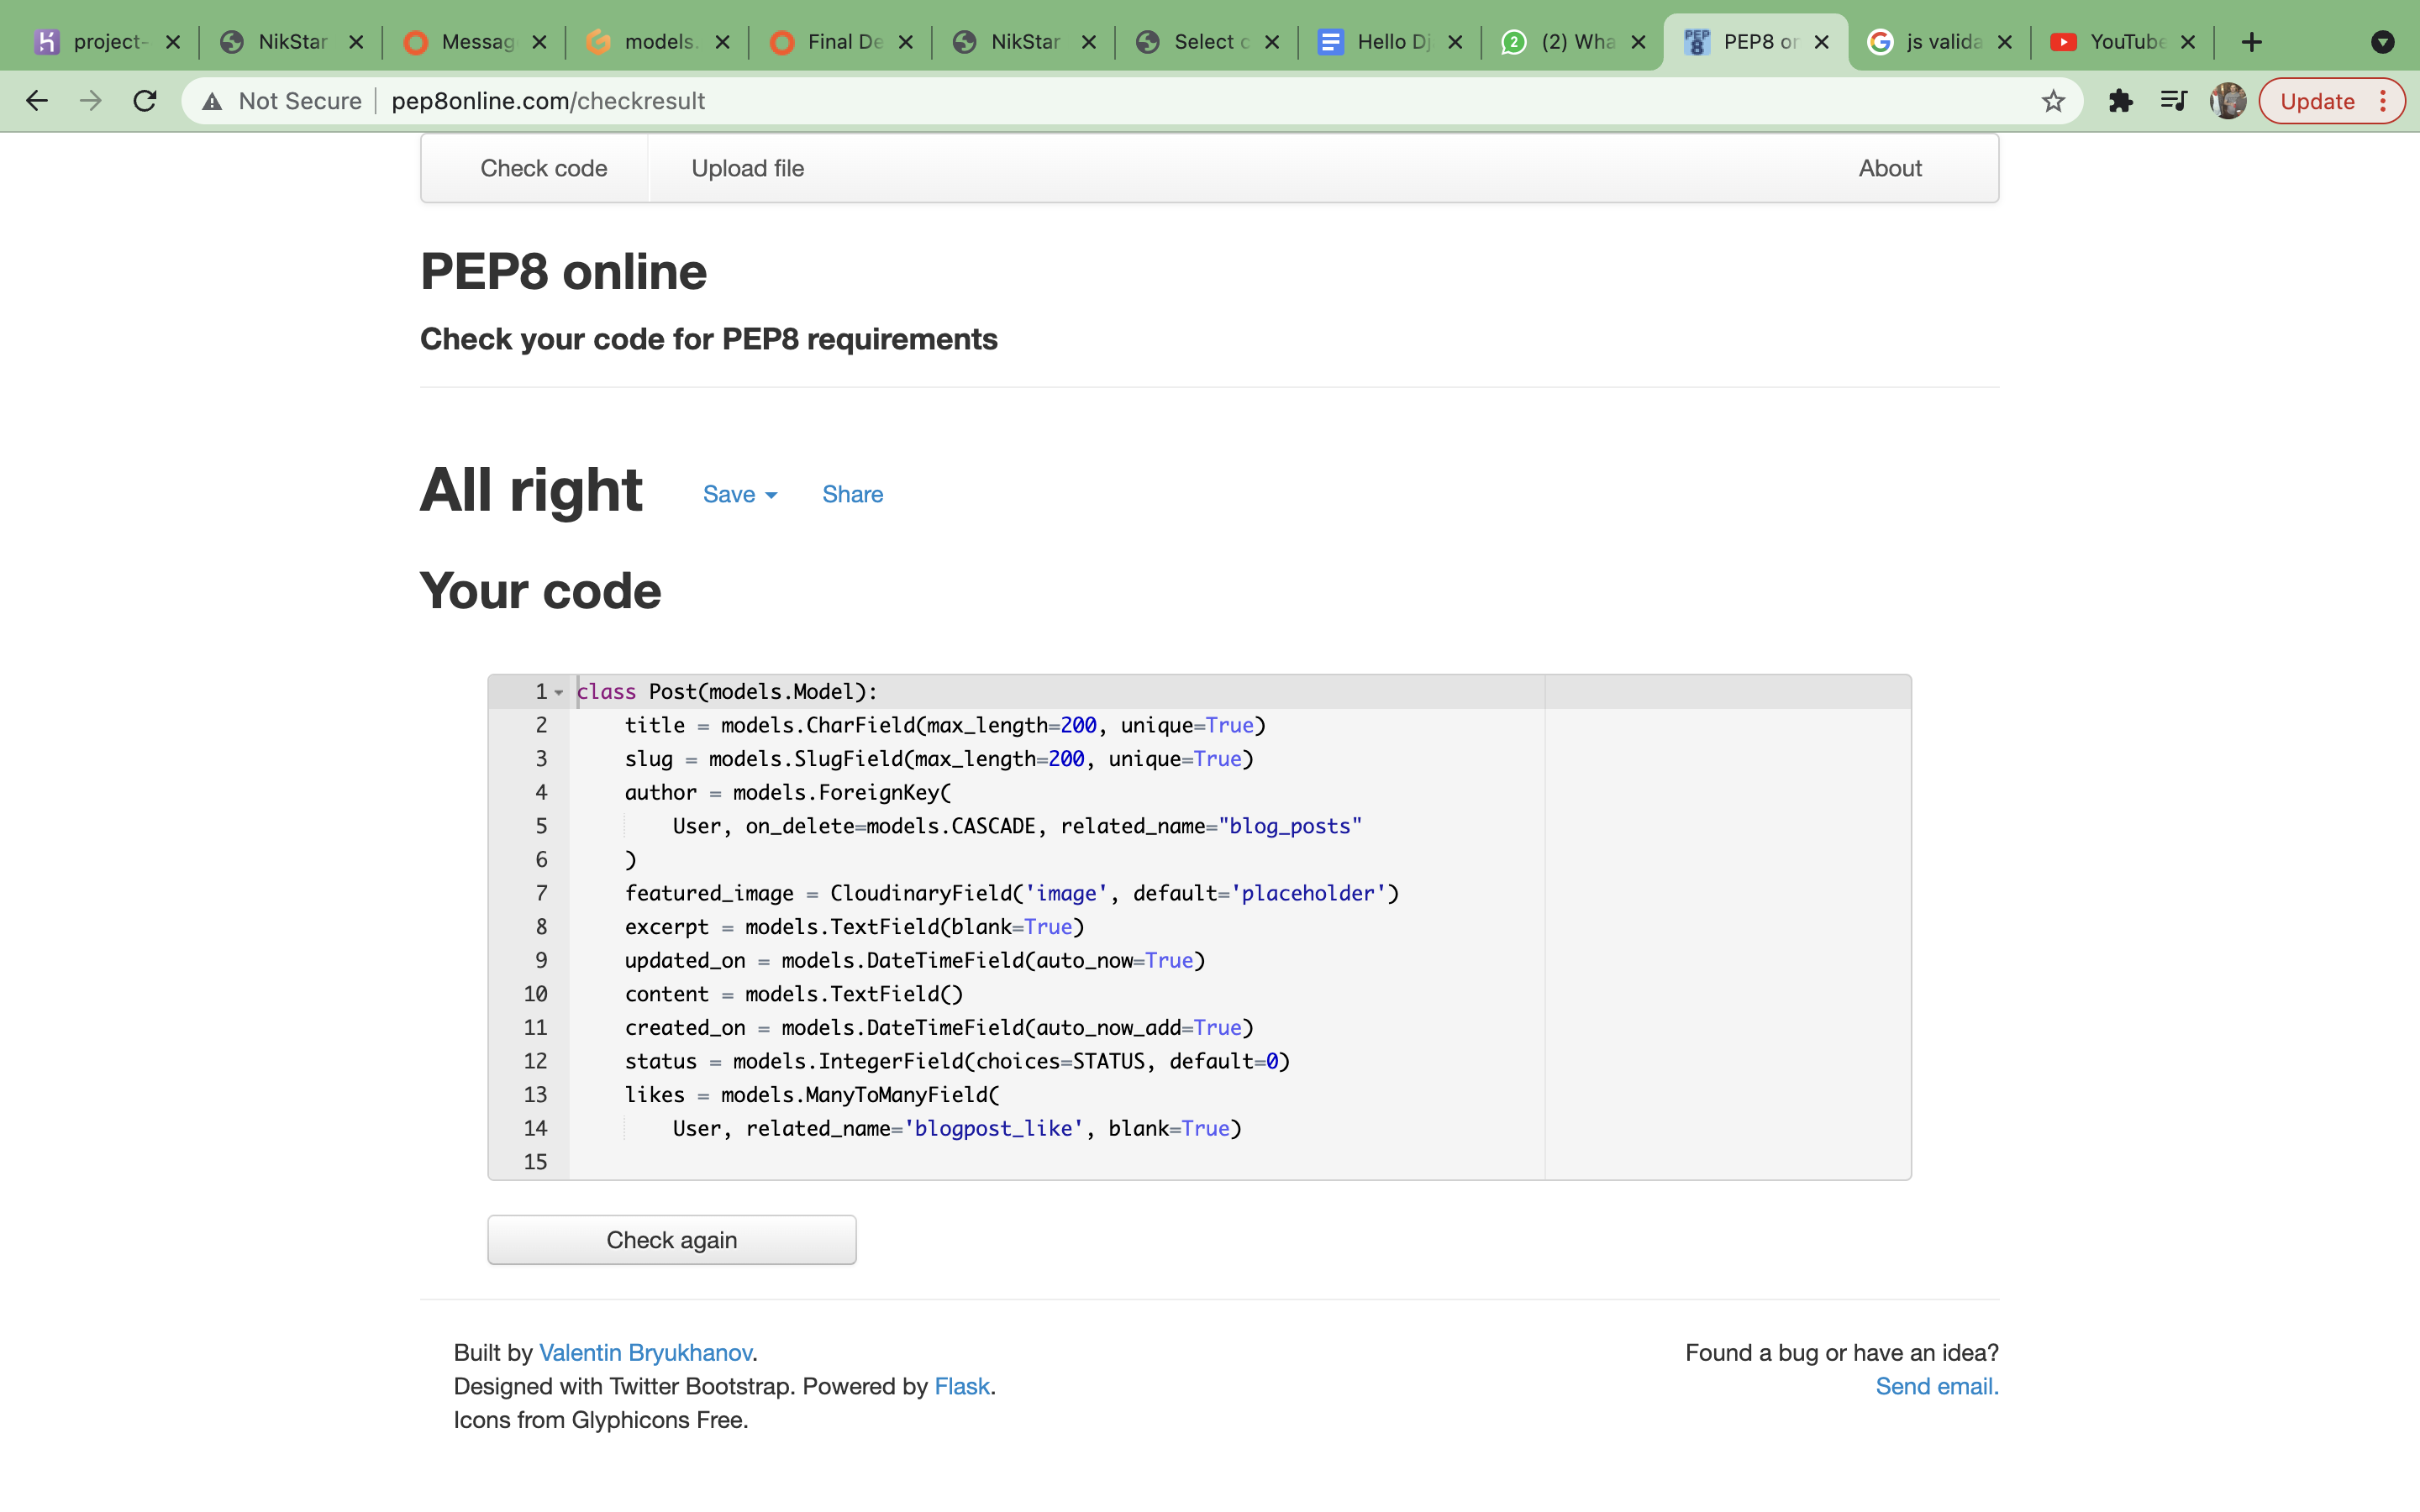 project- NikStar Messag models. Final De NikStar Select c Hello Dj (2) Wha PEP8 or js valida YouTube
Not Secure pep8online.com/checkresult Update
Check code Upload file About
PEP8 online
Check your code for PEP8 requirements
All right Save Share
Your code
1 class Post(models.Model):
2 title = models.CharField(max_length=200, unique=True)
3 slug = models.SlugField(max_length=200, unique=True)
4 author = models.ForeignKey(
5 User, on_delete=models.CASCADE, related_name="blog_posts"
6 )
7 featured_image = CloudinaryField('image', default='placeholder')
8 excerpt = models.TextField(blank=True)
9 updated_on = models.DateTimeField(auto_now=True)
10 content = models.TextField()
11 created_on = models.DateTimeField(auto_now_add=True)
12 status = models.IntegerField(choices=STATUS, default=0)
13 likes = models.ManyToManyField(
14 User, related_name='blogpost_like', blank=True)
15
Check again
Built by Valentin Bryukhanov. Found a bug or have an idea?
Designed with Twitter Bootstrap. Powered by Flask. Send email.
Icons from Glyphicons Free.